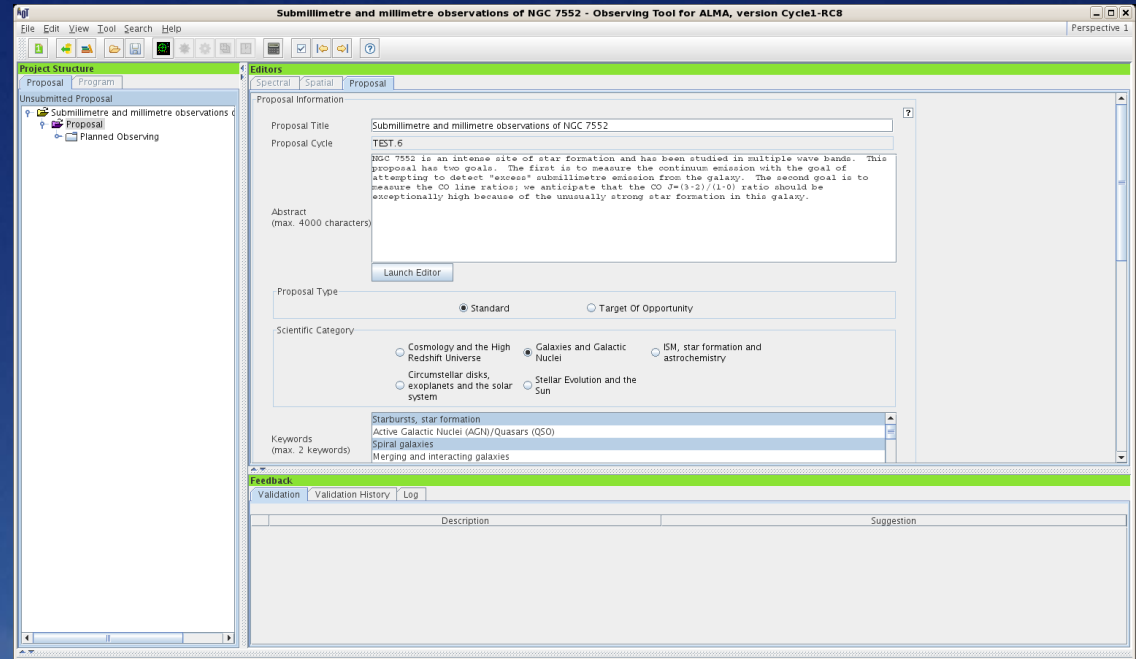 Submillimetre and millimetre observations of NGC 7552 - Observing Tool for ALMA, version Cycle1-RC8
File Edit View Tool Search Help
Perspective 1
Project Structure
Proposal Program
Unsubmitted Proposal
Submillimetre and millimetre observations
Proposal
Planned Observing
Editors
Spectral Spatial Proposal
Proposal Information
?
Proposal Title
Submillimetre and millimetre observations of NGC 7552
Proposal Cycle
TEST.6
NGC 7552 is an intense site of star formation and has been studied in multiple wave bands. This
proposal has two goals. The first is to measure the continuum emission with the goal of
attempting to detect "excess" submillimetre emission from the galaxy. The second goal is to
measure the CO line ratios; we anticipate that the CO J=(3-2)/(1-0) ratio should be
exceptionally high because of the unusually strong star formation in this galaxy.
Abstract
(max. 4000 characters)
Launch Editor
Proposal Type
Standard
Target Of Opportunity
Scientific Category
Cosmology and the High
Redshift Universe
Galaxies and Galactic
Nuclei
ISM, star formation and
astrochemistry
Circumstellar disks,
exoplanets and the solar
system
Stellar Evolution and the
Sun
Keywords
(max. 2 keywords)
Starbursts, star formation
Active Galactic Nuclei (AGN)/Quasars (QSO)
Spiral galaxies
Merging and interacting galaxies
Feedback
Validation Validation History Log
Description
Suggestion